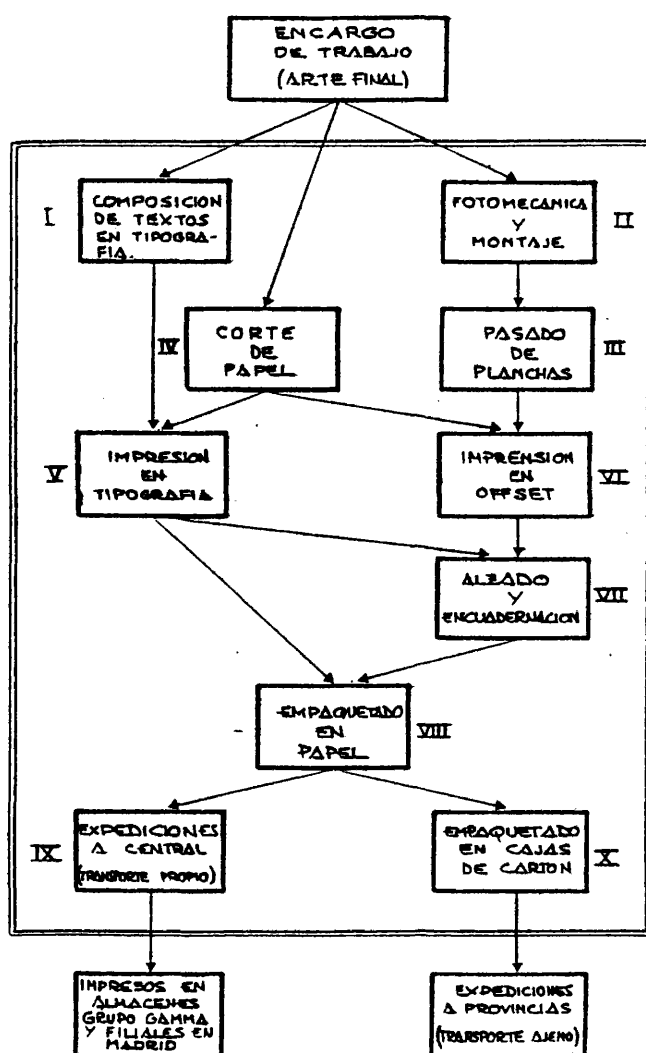 ENCARGO
DE TRABAJO
(ARTE FINAL)
I
COMPOSICION
DE TEXTOS
EN TIPOGRA-
FIA.
FOTOMECANICA
Y
MONTAJE
II
IV
CORTE
DE
PAPEL
PASADO
DE
PLANCHAS
III
V
IMPRESION
EN
TIPOGRAFIA
IMPRENSION
EN
OFFSET
VI
ALZADO
Y
ENCUADERNACION
VII
EMPAQUETADO
EN
PAPEL
VIII
IX
EXPEDICIONES
A CENTRAL
(TRANSPORTE PROPIO)
EMPAQUETADO
EN CAJAS
DE CARTON
X
IMPRESOS EN
ALMACENES
GRUPO GAMMA
Y FILIALES EN
MADRID
EXPEDICIONES
A PROVINCIAS
(TRANSPORTE AJENO)